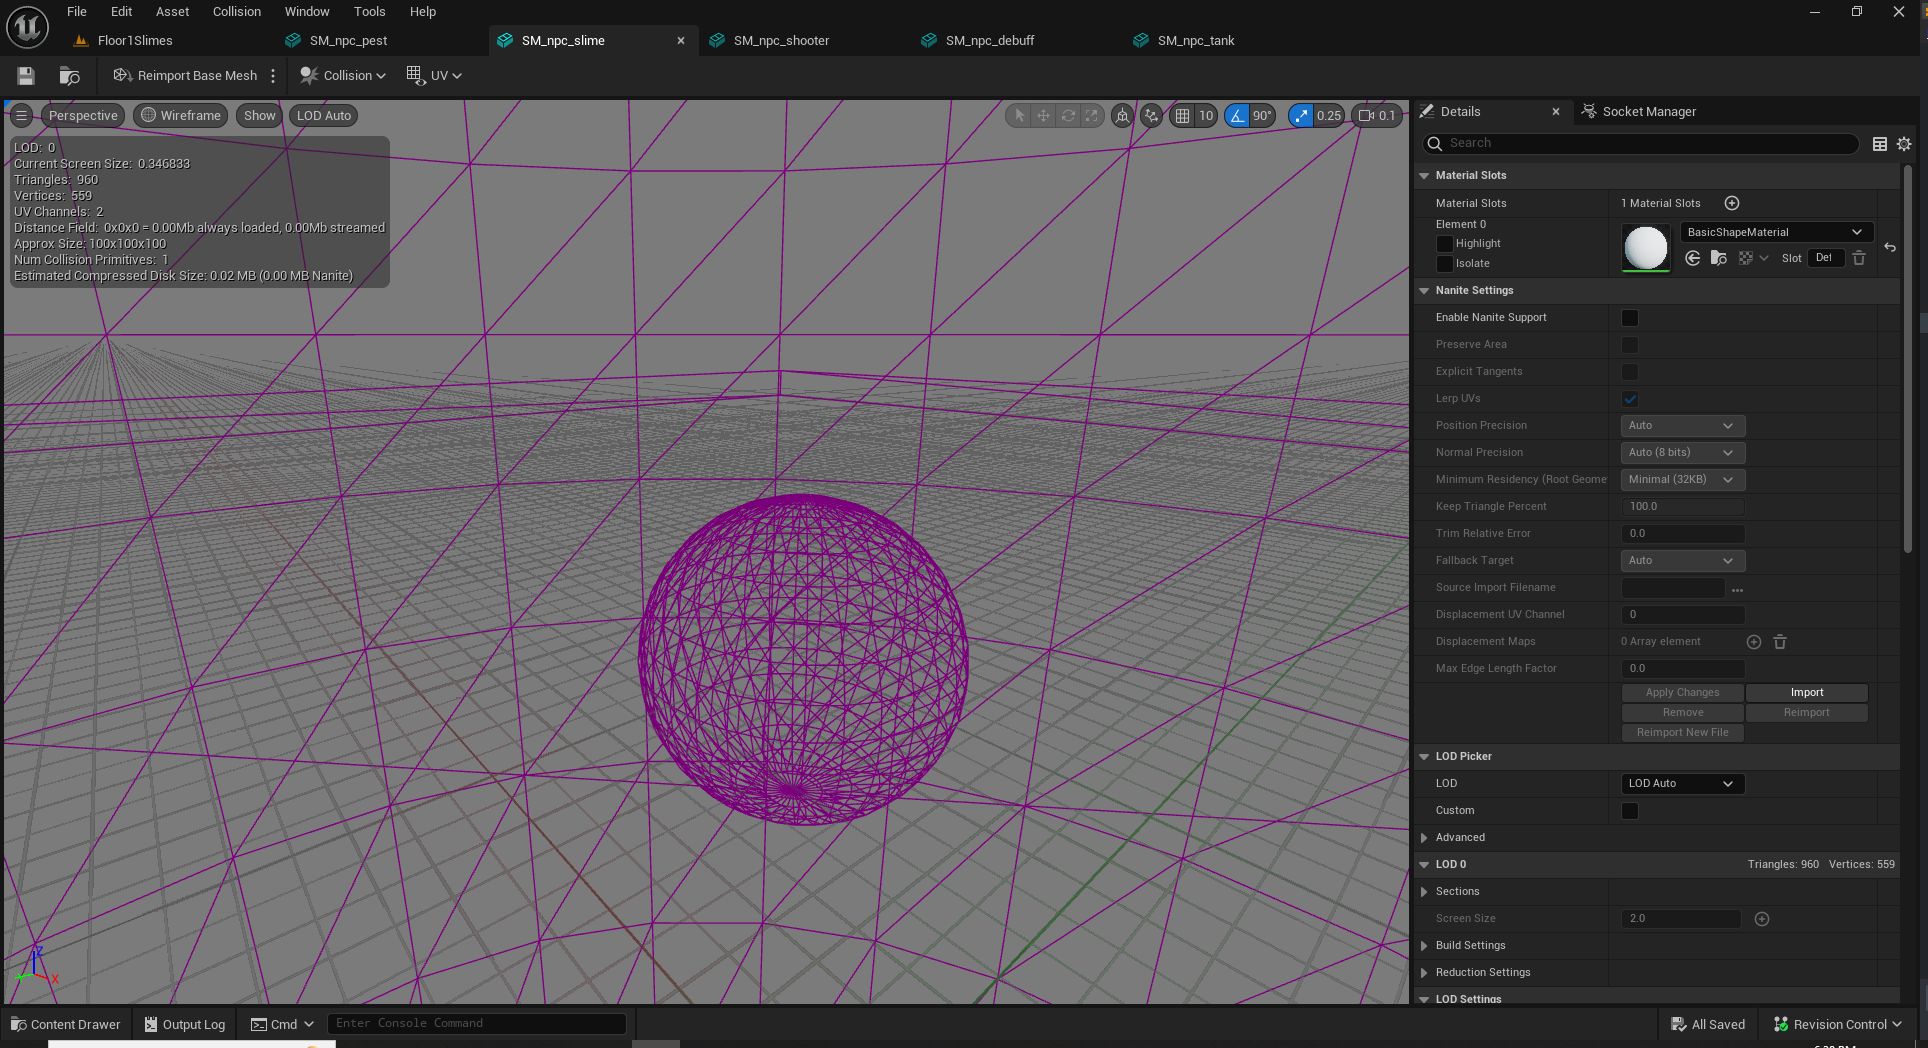 File Edit Asset Collision Window Tools Help
Floor1Slimes SM_npc_pest SM_npc_slime SM_npc_shooter SM_npc_debuff SM_npc_tank
Reimport Base Mesh Collision UV
Perspective Wireframe Show LOD Auto 10 90° 0.25 0.1
LOD: 0
Current Screen Size: 0.346833
Triangles: 960
Vertices: 559
UV Channels: 2
Distance Field: 0x0x0 = 0.00Mb always loaded, 0.00Mb streamed
Approx Size: 100x100x100
Num Collision Primitives: 1
Estimated Compressed Disk Size: 0.02 MB (0.00 MB Nanite)
Z
X
Details Socket Manager
Search
Material Slots
Material Slots 1 Material Slots
Element 0
Highlight
Isolate
BasicShapeMaterial
Slot Def
Nanite Settings
Enable Nanite Support
Preserve Area
Explicit Tangents
Lerp UVs
Position Precision Auto
Normal Precision Auto (8 bits)
Minimum Residency (Root Geome Minimal (32KB)
Keep Triangle Percent 100.0
Trim Relative Error 0.0
Fallback Target Auto
Source Import Filename ...
Displacement UV Channel 0
Displacement Maps 0 Array element
Max Edge Length Factor 0.0
Apply Changes Import
Remove Reimport
Reimport New File
LOD Picker
LOD LOD Auto
Custom
Advanced
LOD 0 Triangles: 960 Vertices: 559
Sections
Screen Size 2.0
Build Settings
Reduction Settings
LOD Settings
Content Drawer Output Log Cmd Enter Console Command All Saved Revision Control